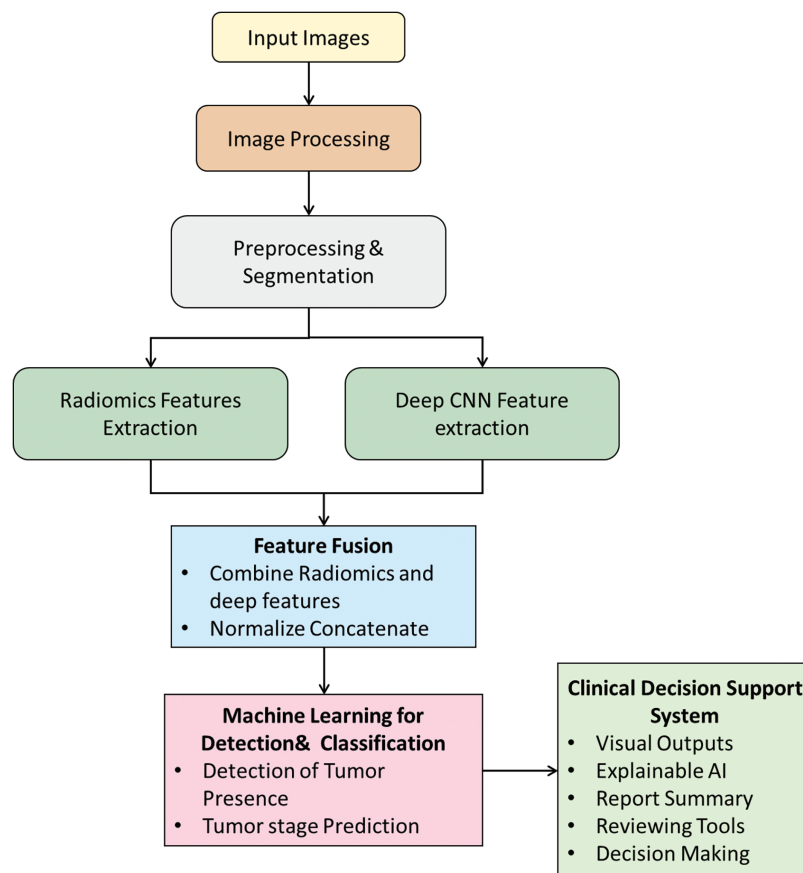 Input Images
Image Processing
Preprocessing &
Segmentation
Radiomics Features
Extraction
Deep CNN Feature
extraction
Feature Fusion
• Combine Radiomics and
deep features
• Normalize Concatenate
Machine Learning for
Detection& Classification
• Detection of Tumor
Presence
• Tumor stage Prediction
Clinical Decision Support
System
• Visual Outputs
• Explainable AI
• Report Summary
• Reviewing Tools
• Decision Making